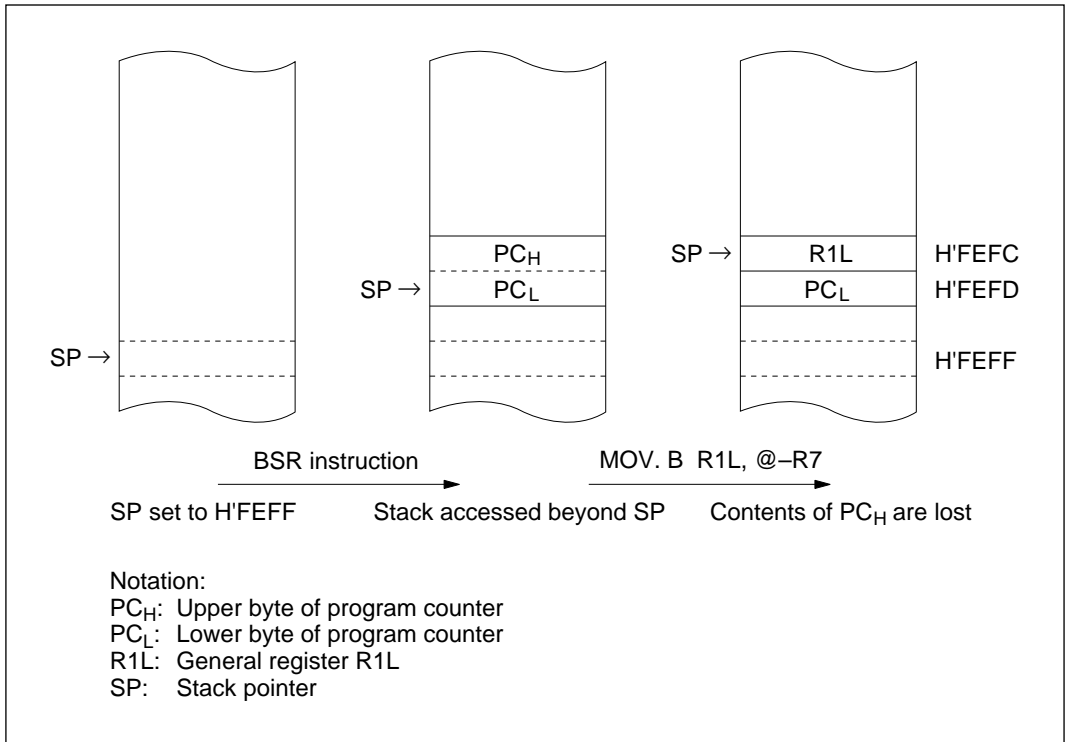 PCH
SP → R1L H'FEFC
SP → PCL PCL H'FEFD
SP → H'FEFF
BSR instruction MOV. B R1L, @–R7
SP set to H'FEFF Stack accessed beyond SP Contents of PCH are lost
Notation:
PCH: Upper byte of program counter
PCL: Lower byte of program counter
R1L: General register R1L
SP: Stack pointer